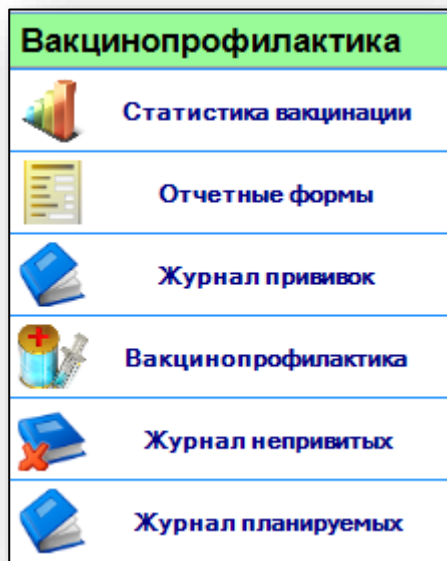 Вакцинопрофилактика
Статистика вакцинации
Отчетные формы
Журнал прививок
Вакцинопрофилактика
Журнал непривитых
Журнал планируемых